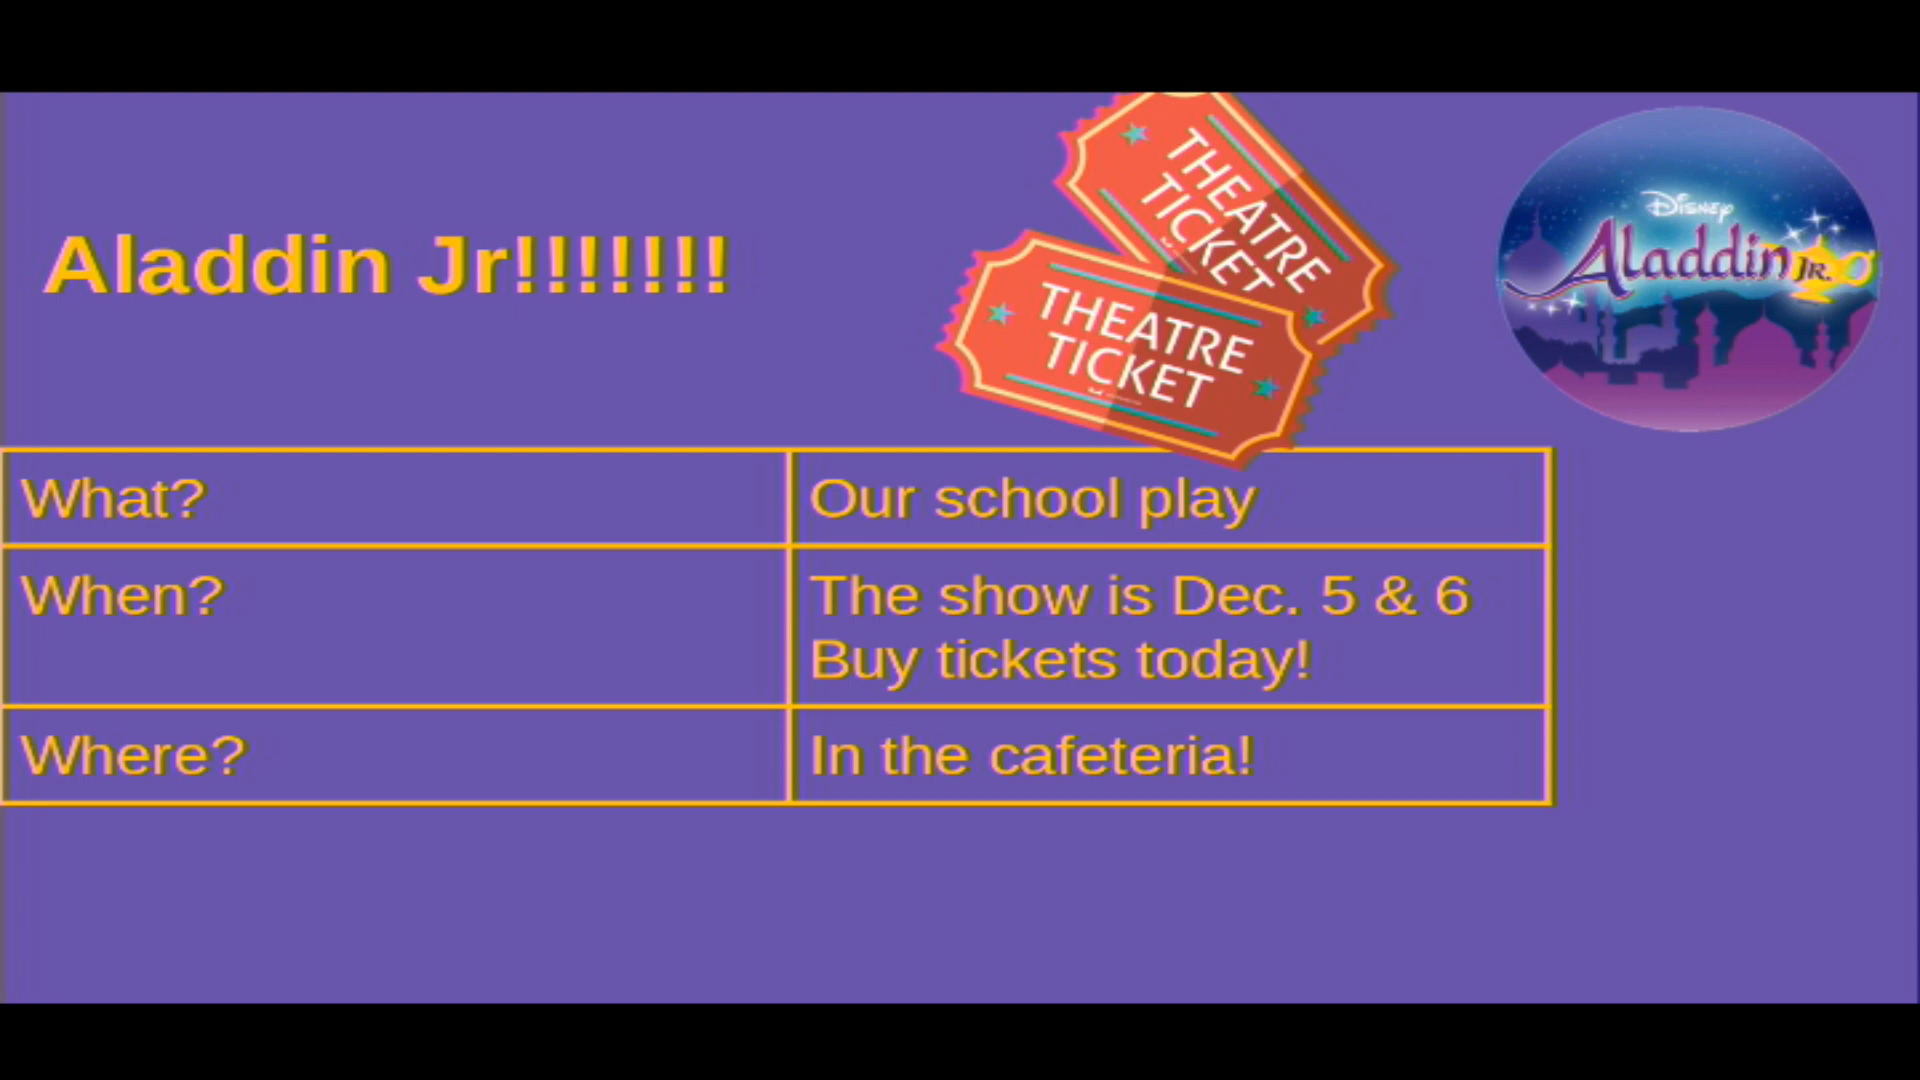 Aladdin Jr!!!!!!!
THEATRE
TICKET
THEATRE
TICKET
Disney
Aladdin JR.
What?
Our school play
When?
The show is Dec. 5 & 6
Buy tickets today!
Where?
In the cafeteria!